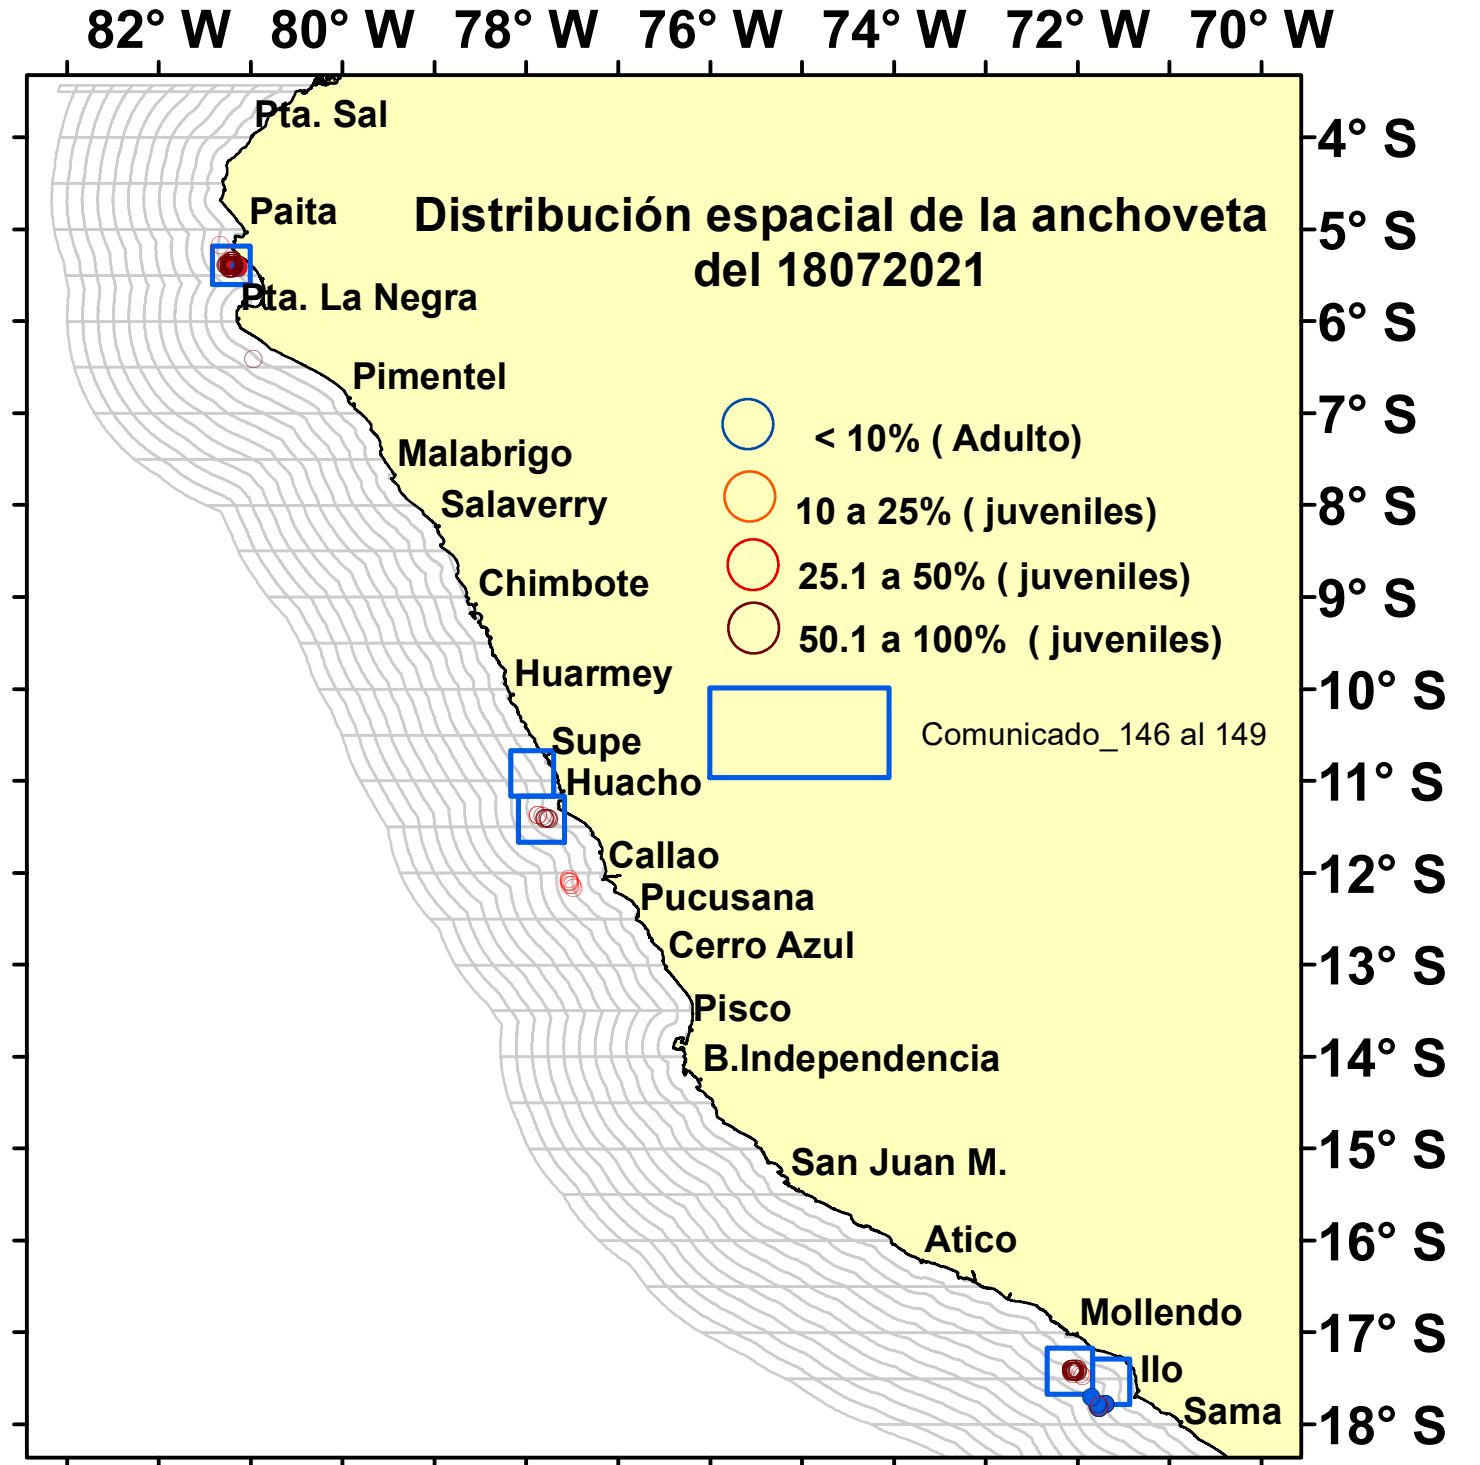 82° W 80° W 78° W 76° W 74° W 72° W 70° W
Pta. Sal
4° S
Paita
Distribución espacial de la anchoveta
5° S
del 18072021
Pta. La Negra
6° S
Pimentel
7° S
< 10% ( Adulto)
Malabrigo
Salaverry
10 a 25% ( juveniles)
8° S
Chimbote
25.1 a 50% ( juveniles)
9° S
50.1 a 100% ( juveniles)
Huarmey
10° S
Supe
Comunicado_146 al 149
Huacho
11° S
Callao
12° S
Pucusana
Cerro Azul
13° S
Pisco
B.Independencia
14° S
San Juan M.
15° S
Atico
16° S
Mollendo
17° S
Ilo
Sama
18° S